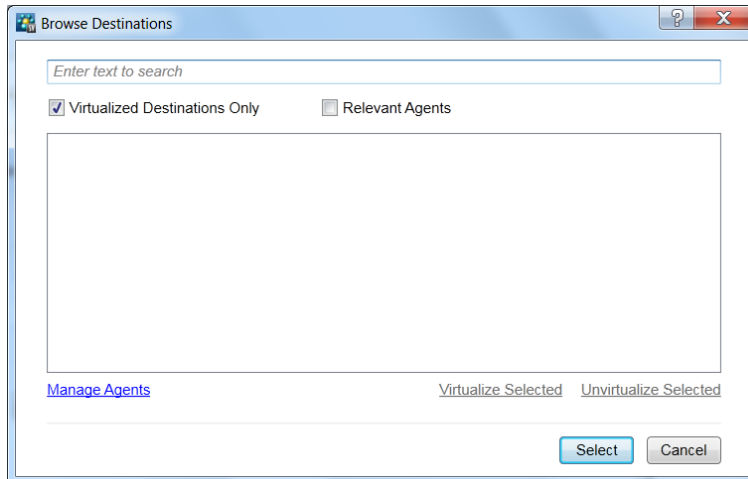 Browse Destinations
Enter text to search
Virtualized Destinations Only Relevant Agents
Manage Agents Virtualize Selected Unvirtualize Selected
Select Cancel